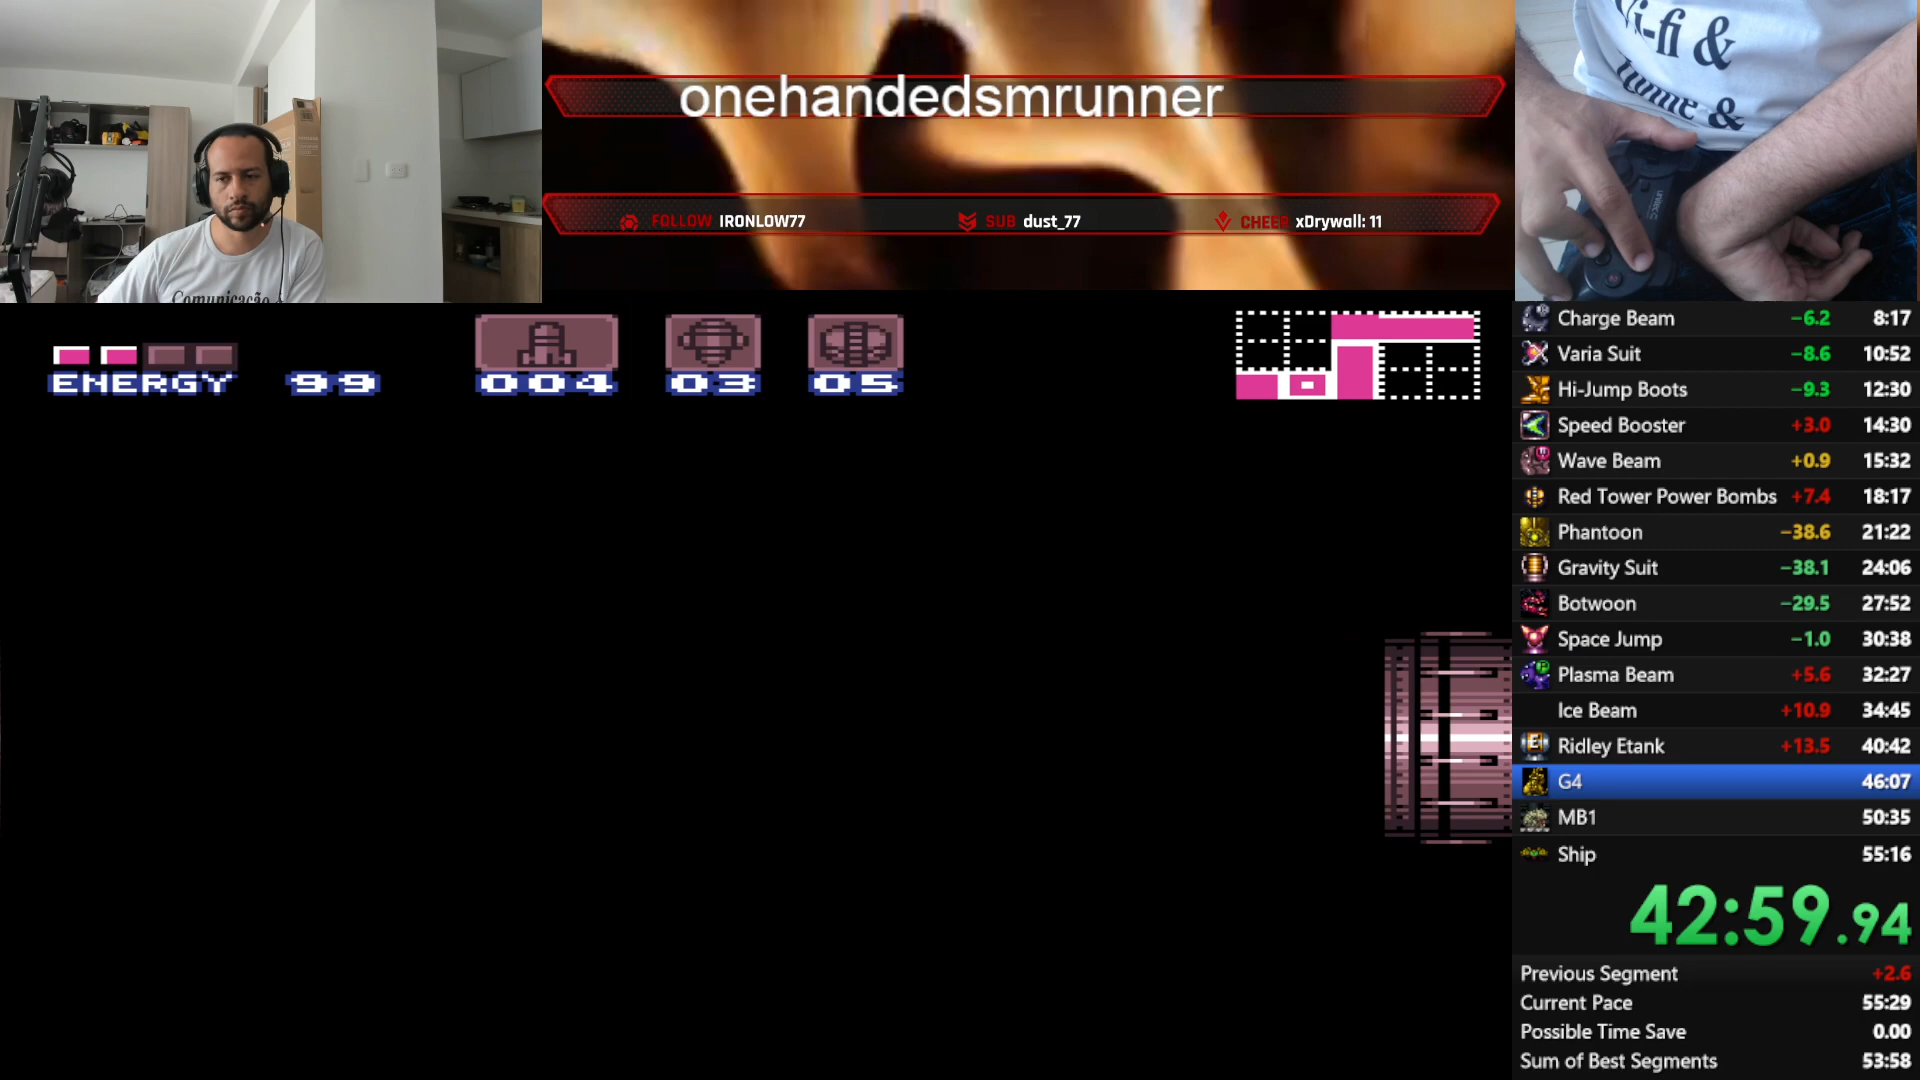 onehandedsmrunner
FOLLOW IRONLOW77
SUB dust_77
CHEER xDrywall: 11
Comunicação
i-fi &
&
ENERGY 99
004
03
05
Charge Beam −6.2 8:17
Varia Suit −8.6 10:52
Hi-Jump Boots −9.3 12:30
Speed Booster +3.0 14:30
Wave Beam +0.9 15:32
Red Tower Power Bombs +7.4 18:17
Phantoon −38.6 21:22
Gravity Suit −38.1 24:06
Botwoon −29.5 27:52
Space Jump −1.0 30:38
Plasma Beam +5.6 32:27
Ice Beam +10.9 34:45
Ridley Etank +13.5 40:42
G4 46:07
MB1 50:35
Ship 55:16
42:59.94
Previous Segment +2.6
Current Pace 55:29
Possible Time Save 0.00
Sum of Best Segments 53:58